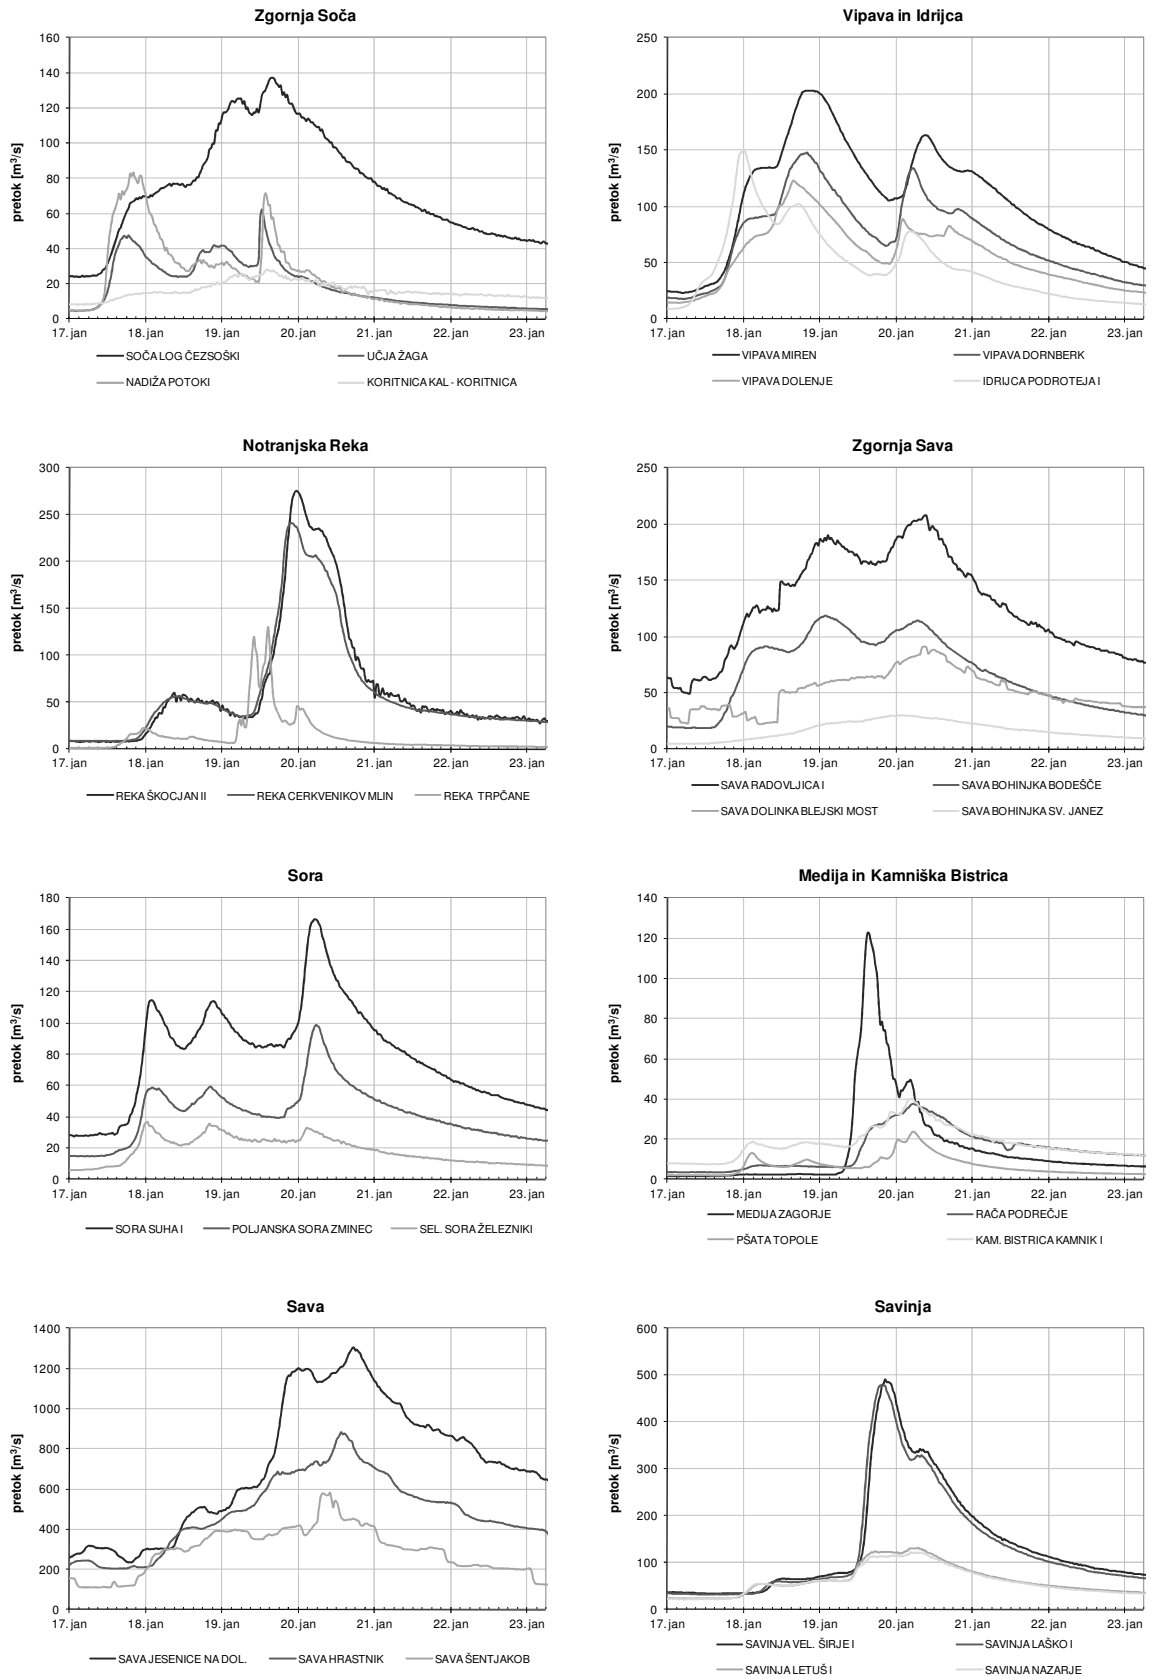 Zgornja Soča
pretok [m³/s]
160
140
120
100
80
60
40
20
0
17. jan 18. jan 19. jan 20. jan 21. jan 22. jan 23. jan
SOČA LOG ČEZSOŠKI UČJA ŽAGA
NADIŽA POTOKI KORITNICA KAL - KORITNICA
Vipava in Idrijca
pretok [m³/s]
250
200
150
100
50
0
17. jan 18. jan 19. jan 20. jan 21. jan 22. jan 23. jan
VIPAVA MIREN VIPAVA DORNBERK
VIPAVA DOLENJE IDRIJCA PODROTEJA I
Notranjska Reka
pretok [m³/s]
300
250
200
150
100
50
0
17. jan 18. jan 19. jan 20. jan 21. jan 22. jan 23. jan
REKA ŠKOCJAN II REKA CERKVENIKOV MLIN REKA TRPČANE
Zgornja Sava
pretok [m³/s]
250
200
150
100
50
0
17. jan 18. jan 19. jan 20. jan 21. jan 22. jan 23. jan
SAVA RADOVLJICA I SAVA BOHINJKA BODEŠČE
SAVA DOLINKA BLEJSKI MOST SAVA BOHINJKA SV. JANEZ
Sora
pretok [m³/s]
180
160
140
120
100
80
60
40
20
0
17. jan 18. jan 19. jan 20. jan 21. jan 22. jan 23. jan
SORA SUHA I POLJANSKA SORA ZMINEC SEL. SORA ŽELEZNIKI
Medija in Kamniška Bistrica
pretok [m³/s]
140
120
100
80
60
40
20
0
17. jan 18. jan 19. jan 20. jan 21. jan 22. jan 23. jan
MEDIJA ZAGORJE RAČA PODREČJE
PŠATA TOPOLE KAM. BISTRICA KAMNIK I
Sava
pretok [m³/s]
1400
1200
1000
800
600
400
200
0
17. jan 18. jan 19. jan 20. jan 21. jan 22. jan 23. jan
SAVA JESENICE NA DOL. SAVA HRASTNIK SAVA ŠENTJAKOB
Savinja
pretok [m³/s]
600
500
400
300
200
100
0
17. jan 18. jan 19. jan 20. jan 21. jan 22. jan 23. jan
SAVINJA VEL. ŠIRJE I SAVINJA LAŠKO I
SAVINJA LETUŠ I SAVINJA NAZARJE